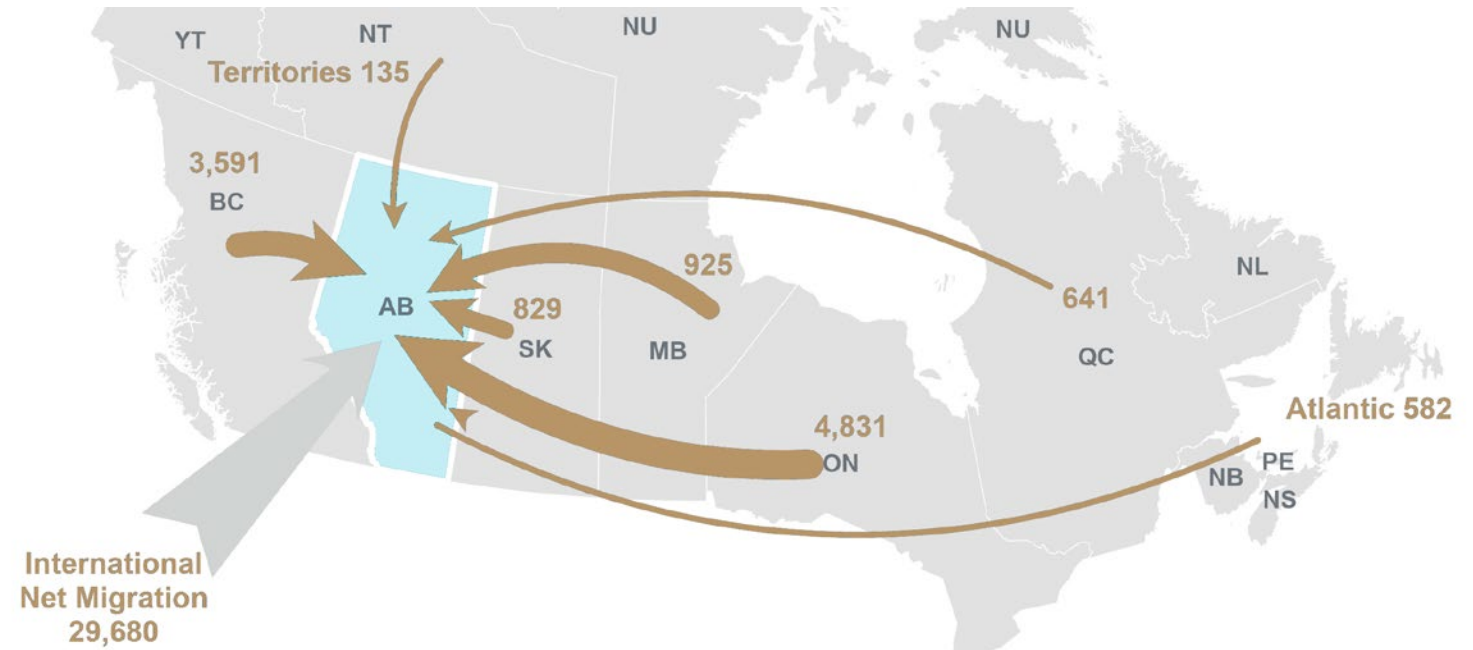 YT
NT
NU
NU
Territories 135
3,591
BC
925
641
NL
AB
829
SK
MB
QC
Atlantic 582
4,831
ON
PE
NB
NS
International
Net Migration
29,680